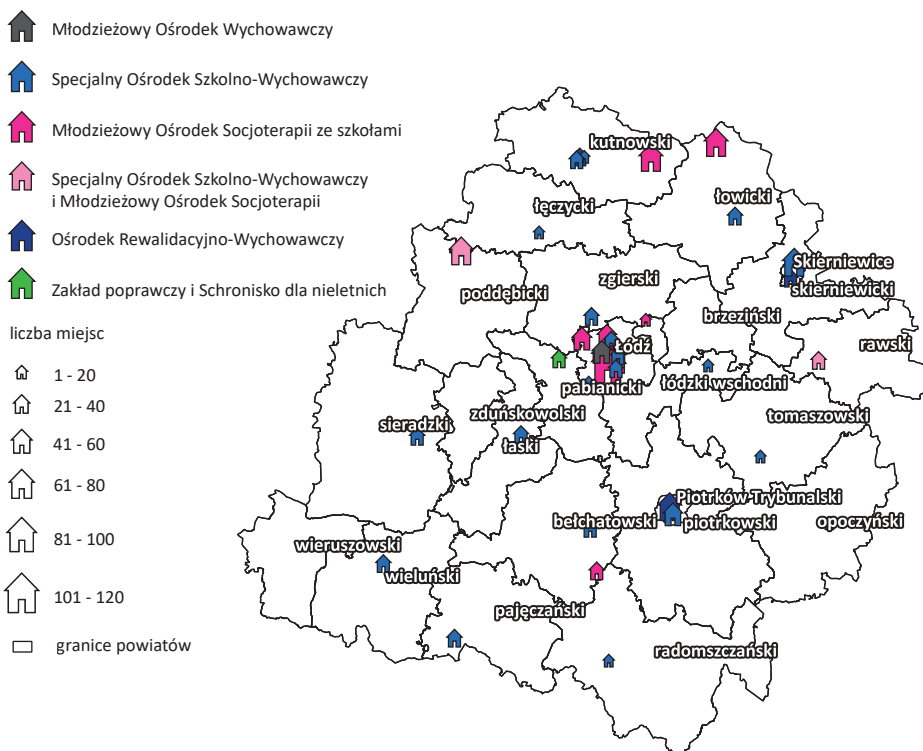 Młodzieżowy Ośrodek Wychowawczy
Specjalny Ośrodek Szkolno-Wychowawczy
Młodzieżowy Ośrodek Socjoterapii ze szkołami
Specjalny Ośrodek Szkolno-Wychowawczy
i Młodzieżowy Ośrodek Socjoterapii
Ośrodek Rewalidacyjno-Wychowawczy
Zakład poprawczy i Schronisko dla nieletnich
liczba miejsc
1 - 20
21 - 40
41 - 60
61 - 80
81 - 100
101 - 120
granice powiatów
kutnowski
łowicki
łęczycki
Skierniewice
zgierski
skierniewicki
poddębicki
brzeziński
rawski
Łódź
pabianicki
łódzki wschodni
zduńskowolski
tomaszowski
sieradzki
łaski
Piotrków Trybunalski
bełchatowski
piotrkowski
opoczyński
wieruszowski
wieluński
pajęczański
radomszczański